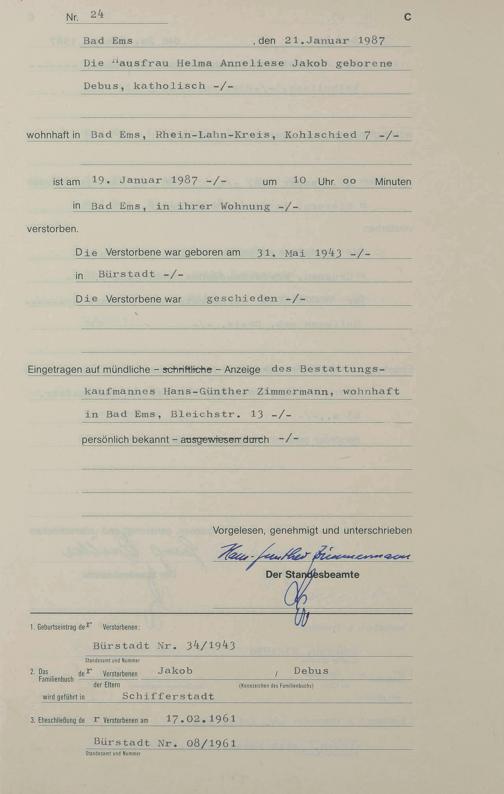 Nr. 24 C
Bad Ems , den 21.Januar 1987
Die "ausfrau Helma Anneliese Jakob geborene
Debus, katholisch -/-
wohnhaft in Bad Ems, Rhein-Lahn-Kreis, Kohlschied 7 -/-
ist am 19. Januar 1987 -/- um 10 Uhr oo Minuten
in Bad Ems, in ihrer Wohnung -/-
verstorben.
Die Verstorbene war geboren am 31. Mai 1943 -/-
in Bürstadt -/-
Die Verstorbene war geschieden -/-
Eingetragen auf mündliche – schriftliche – Anzeige des Bestattungs-
kaufmannes Hans-Günther Zimmermann, wohnhaft
in Bad Ems, Bleichstr. 13 -/-
persönlich bekannt – ausgewiesen durch -/-
Vorgelesen, genehmigt und unterschrieben
Hans-Günther Zimmermann
Der Standesbeamte
1. Geburtseintrag der Verstorbenen:
Bürstadt Nr. 34/1943
Standesamt und Nummer
2. Das Familienbuch der Verstorbenen Jakob / Debus
der Eltern (Kennzeichen des Familienbuchs)
wird geführt in Schifferstadt
3. Eheschließung der Verstorbenen am 17.02.1961
Bürstadt Nr. 08/1961
Standesamt und Nummer